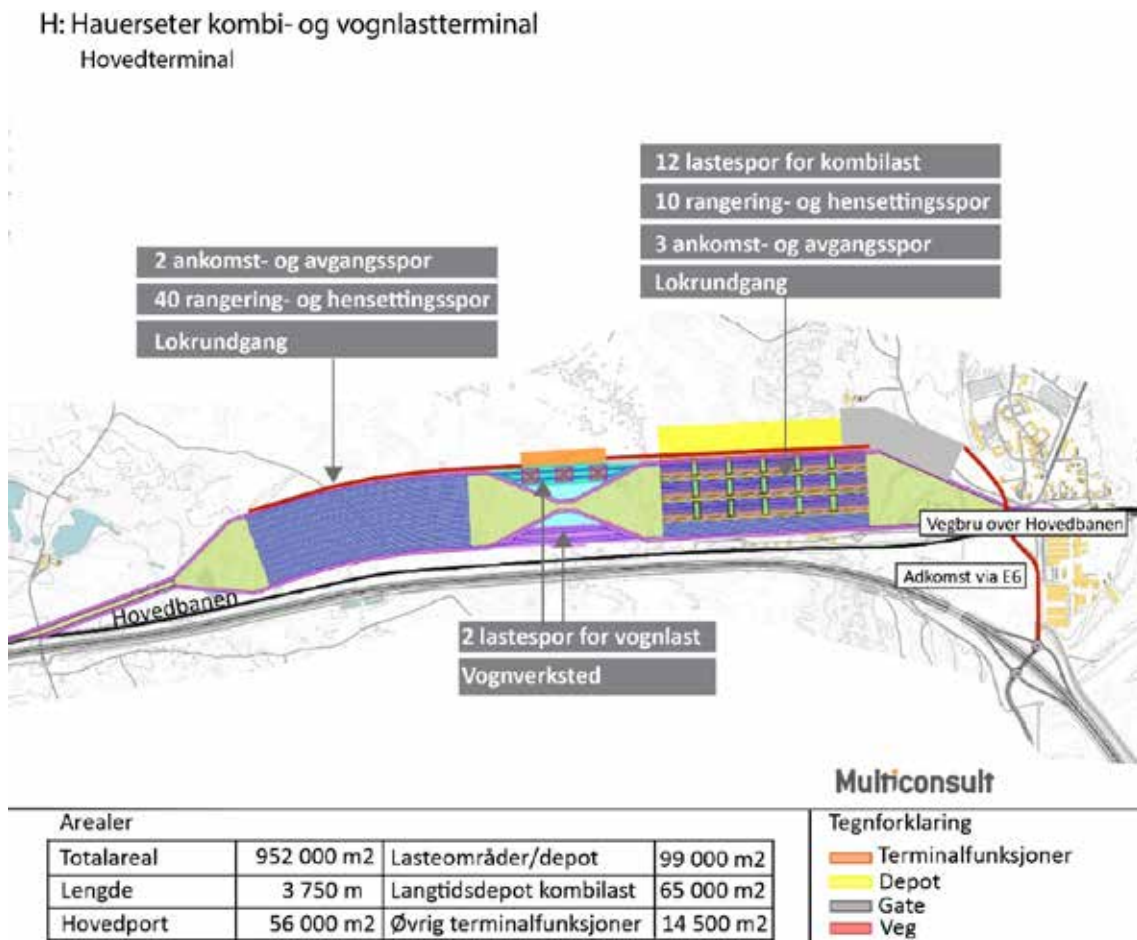 H: Hauerseter kombi- og vognlastterminal
Hovedterminal
12 lastespor for kombilast
10 rangering- og hensettingsspor
3 ankomst- og avgangsspor
Lokrundgang
2 ankomst- og avgangsspor
40 rangering- og hensettingsspor
Lokrundgang
Vegbru over Hovedbanen
Adkomst via E6
Hovedbanen
2 lastespor for vognlast
Vognverksted
Multiconsult
Arealer
Totalareal 952 000 m2 Lasteområder/depot 99 000 m2
Lengde 3 750 m Langtidsdepot kombilast 65 000 m2
Hovedport 56 000 m2 Øvrig terminalfunksjoner 14 500 m2
Tegnforklaring
Terminalfunksjoner
Depot
Gate
Veg